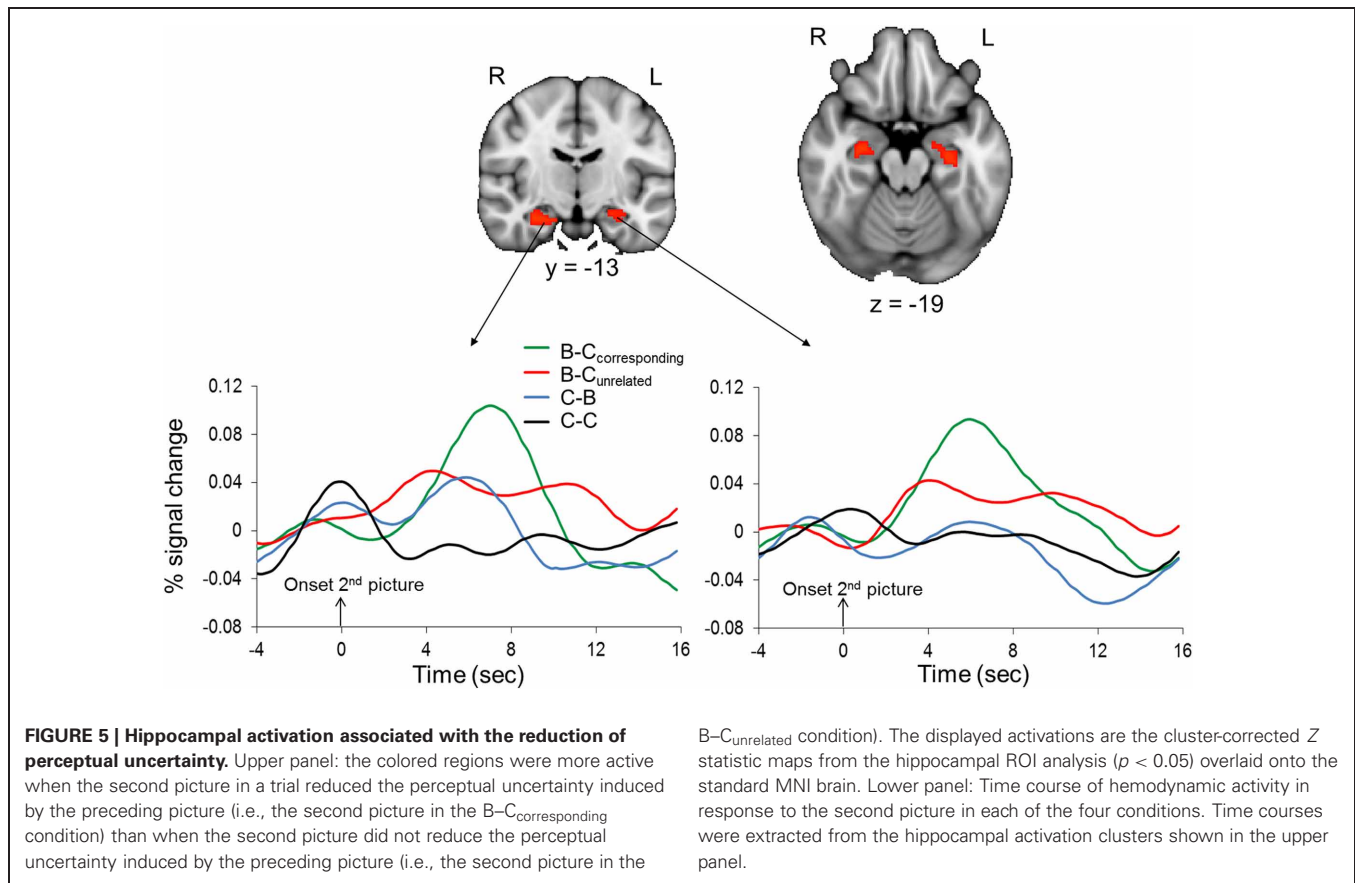 R L
R L
y = -13
z = -19
B-Ccorresponding
B-Cunrelated
C-B
C-C
% signal change
0.12
0.08
0.04
0
-0.04
-0.08
Onset 2nd picture
-4 0 4 8 12 16
Time (sec)
0.12
0.08
0.04
0
-0.04
-0.08
Onset 2nd picture
-4 0 4 8 12 16
Time (sec)
FIGURE 5 | Hippocampal activation associated with the reduction of
perceptual uncertainty. Upper panel: the colored regions were more active
when the second picture in a trial reduced the perceptual uncertainty induced
by the preceding picture (i.e., the second picture in the B–Ccorresponding
condition) than when the second picture did not reduce the perceptual
uncertainty induced by the preceding picture (i.e., the second picture in the
B–Cunrelated condition). The displayed activations are the cluster-corrected Z
statistic maps from the hippocampal ROI analysis (p < 0.05) overlaid onto the
standard MNI brain. Lower panel: Time course of hemodynamic activity in
response to the second picture in each of the four conditions. Time courses
were extracted from the hippocampal activation clusters shown in the upper
panel.